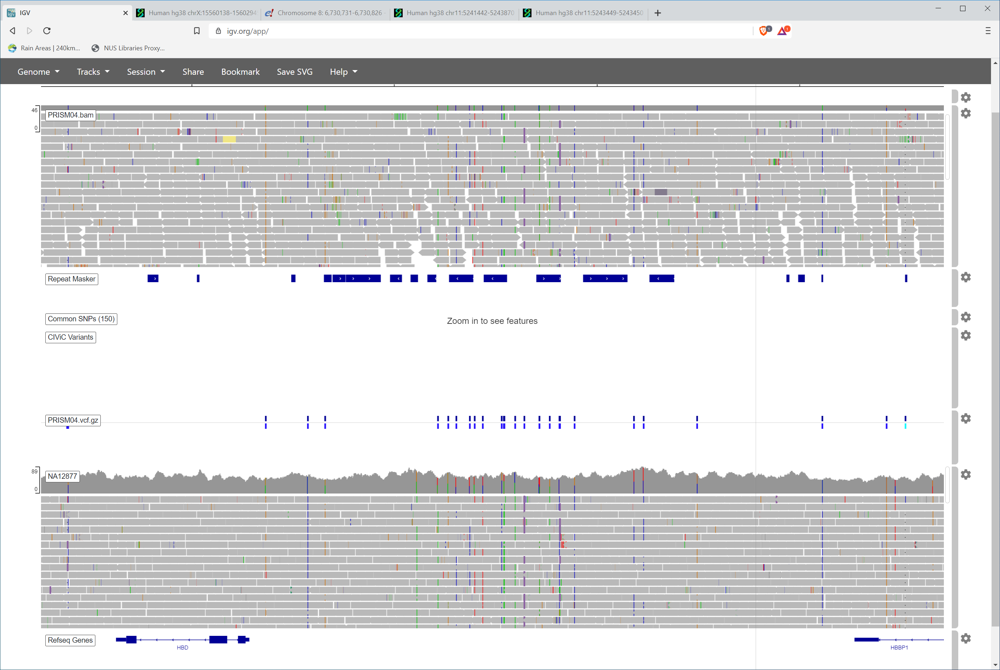 IGV
Human hg38 chrX:15560138-1560294
Chromosome 8: 6,730,731-6,730,826 -
Human hg38 chr11:5241442-5243870
Human hg38 chr11:5243449-5243450
igv.org/app/
1
1
Rain Areas | 240km...
NUS Libraries Proxy...
Genome
Tracks
Session
Share
Bookmark
Save SVG
Help
46
0
PRISM04.bam
Repeat Masker
Common SNPs (150)
Zoom in to see features
CIViC Variants
PRISM04.vcf.gz
89
0
NA12877
Refseq Genes
HBD
HBBP1